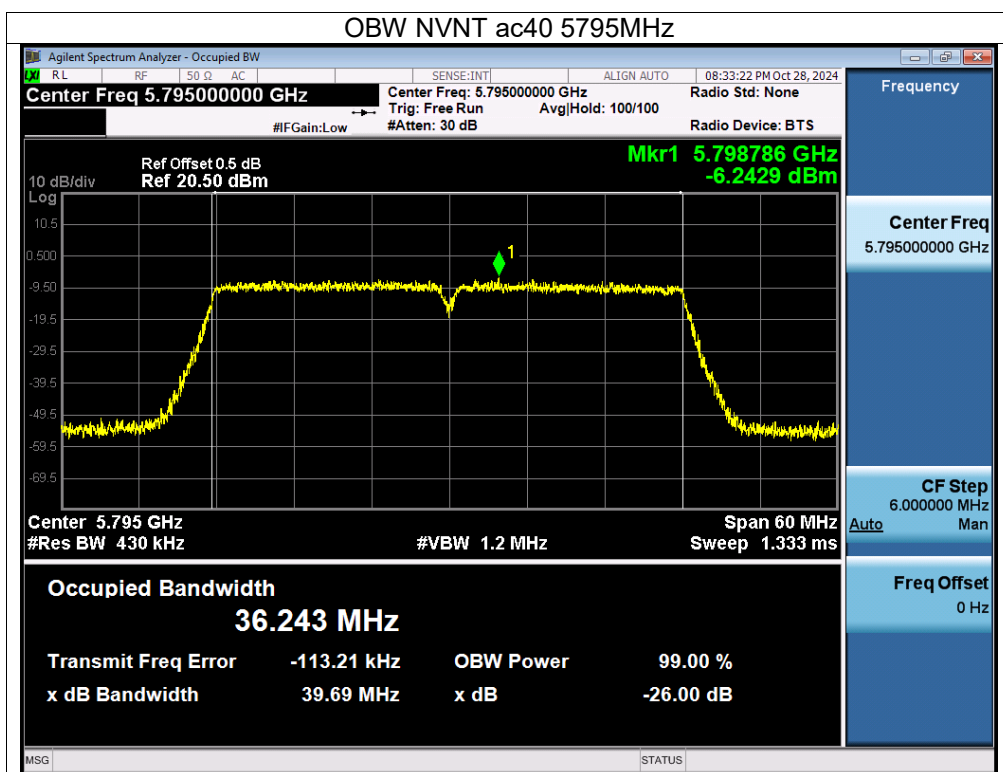 OBW NVNT ac40 5795MHz
Agilent Spectrum Analyzer - Occupied BW
LXI RL RF 50 Ω AC SENSE:INT ALIGN AUTO 08:33:22 PM Oct 28, 2024
Center Freq 5.795000000 GHz
Center Freq: 5.795000000 GHz Radio Std: None
Trig: Free Run Avg|Hold: 100/100
#IFGain:Low #Atten: 30 dB Radio Device: BTS
Mkr1 5.798786 GHz
-6.2429 dBm
Ref Offset 0.5 dB
10 dB/div Ref 20.50 dBm
Log
10.5
0.500
-9.50
-19.5
-29.5
-39.5
-49.5
-59.5
-69.5
1
Center 5.795 GHz Span 60 MHz
#Res BW 430 kHz #VBW 1.2 MHz Sweep 1.333 ms
Occupied Bandwidth
36.243 MHz
Transmit Freq Error -113.21 kHz OBW Power 99.00 %
x dB Bandwidth 39.69 MHz x dB -26.00 dB
MSG STATUS
Frequency
Center Freq
5.795000000 GHz
CF Step
6.000000 MHz
Auto Man
Freq Offset
0 Hz